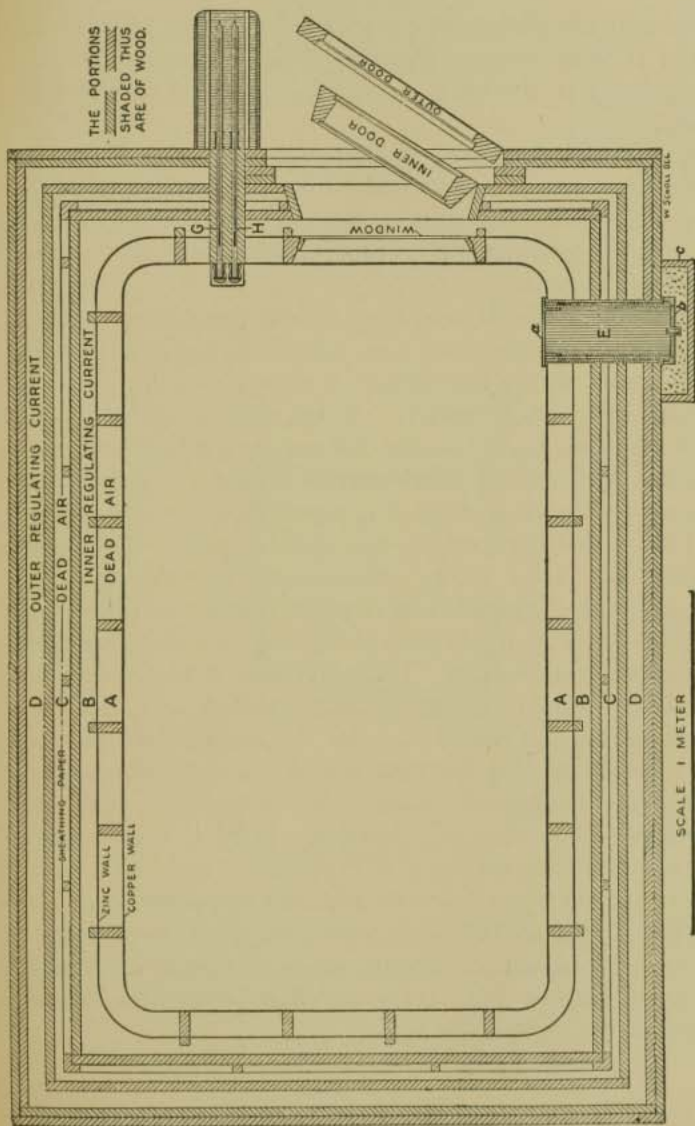 THE PORTIONS
SHADED THUS
ARE OF WOOD.
D OUTER REGULATING CURRENT
C DEAD AIR
SHEATHING PAPER
B INNER REGULATING CURRENT
A DEAD AIR
ZINC WALL
COPPER WALL
G
H
WINDOW
INNER DOOR
OUTER DOOR
A
B
C
D
a
E
b
c
SCALE 1 METER